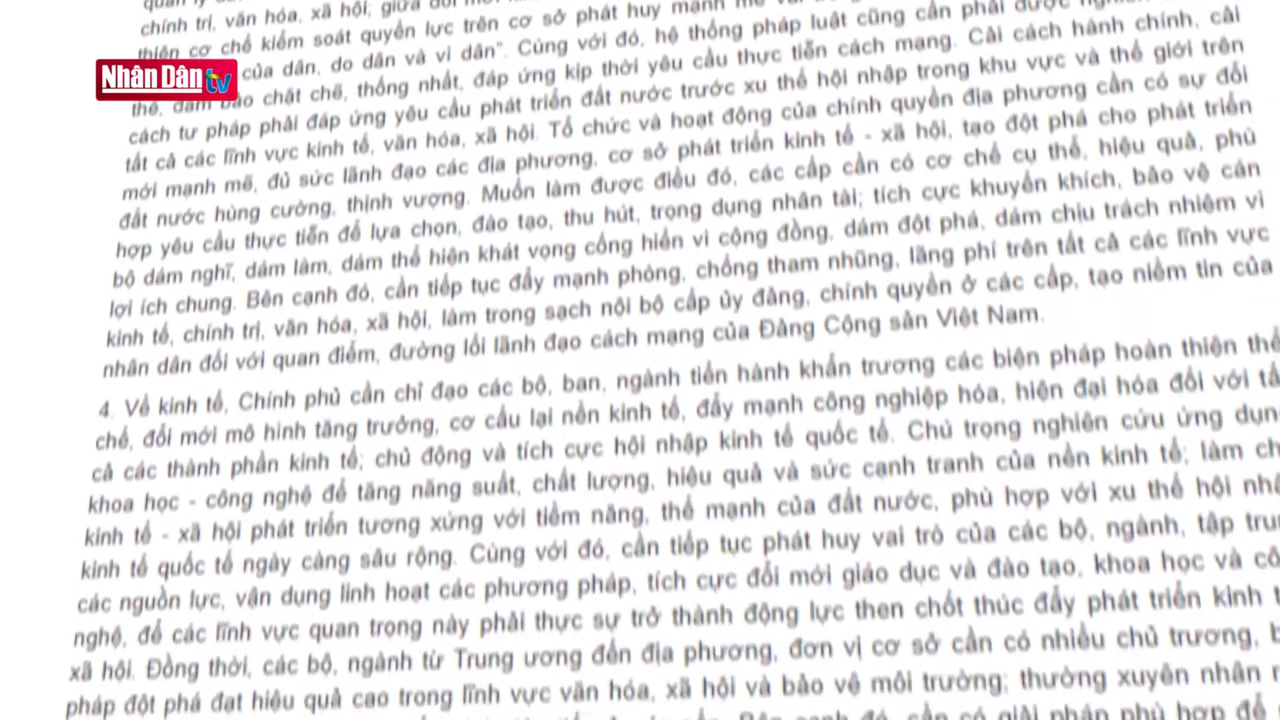 chính trị, văn hóa, xã hội; giữa đổi
thiện cơ chế kiểm soát quyền lực trên cơ sở phát huy mạnh
Nhân Dân tv
của dân, do dân và vì dân". Cùng với đó, hệ thống pháp luật cũng cần phải được
thể, đảm bảo chặt chẽ, thống nhất, đáp ứng kịp thời yêu cầu thực tiễn cách mạng. Cải cách hành chính, cải
cách tư pháp phải đáp ứng yêu cầu phát triển đất nước trước xu thế hội nhập trong khu vực và thế giới trên
tất cả các lĩnh vực kinh tế, văn hóa, xã hội. Tổ chức và hoạt động của chính quyền địa phương cần có sự đổi
mới mạnh mẽ, đủ sức lãnh đạo các địa phương, cơ sở phát triển kinh tế - xã hội, tạo đột phá cho phát triển
đất nước hùng cường, thịnh vượng. Muốn làm được điều đó, các cấp cần có cơ chế cụ thể, hiệu quả, phù
hợp yêu cầu thực tiễn để lựa chọn, đào tạo, thu hút, trọng dụng nhân tài; tích cực khuyến khích, bảo vệ cán
bộ dám nghĩ, dám làm, dám thể hiện khát vọng cống hiến vì cộng đồng, dám đột phá, dám chịu trách nhiệm vì
lợi ích chung. Bên cạnh đó, cần tiếp tục đẩy mạnh phòng, chống tham nhũng, lãng phí trên tất cả các lĩnh vực
kinh tế, chính trị, văn hóa, xã hội, làm trong sạch nội bộ cấp ủy đảng, chính quyền ở các cấp, tạo niềm tin của
nhân dân đối với quan điểm, đường lối lãnh đạo cách mạng của Đảng Cộng sản Việt Nam.
4. Về kinh tế, Chính phủ cần chỉ đạo các bộ, ban, ngành tiến hành khẩn trương các biện pháp hoàn thiện thể
chế, đổi mới mô hình tăng trưởng, cơ cấu lại nền kinh tế, đẩy mạnh công nghiệp hóa, hiện đại hóa đối với
cả các thành phần kinh tế; chủ động và tích cực hội nhập kinh tế quốc tế. Chú trọng nghiên cứu ứng
khoa học - công nghệ để tăng năng suất, chất lượng, hiệu quả và sức cạnh tranh của nền kinh tế; làm
kinh tế - xã hội phát triển tương xứng với tiềm năng, thế mạnh của đất nước, phù hợp với xu thế hội
kinh tế quốc tế ngày càng sâu rộng. Cùng với đó, cần tiếp tục phát huy vai trò của các bộ, ngành, tập
các nguồn lực, vận dụng linh hoạt các phương pháp, tích cực đổi mới giáo dục và đào tạo, khoa học và
nghệ, để các lĩnh vực quan trọng này phải thực sự trở thành động lực then chốt thúc đẩy phát triển kinh
xã hội. Đồng thời, các bộ, ngành từ Trung ương đến địa phương, đơn vị cơ sở cần có nhiều chủ trương,
pháp đột phá đạt hiệu quả cao trong lĩnh vực văn hóa, xã hội và bảo vệ môi trường; thường xuyên nhân
Bên cạnh đó, cần có giải pháp phù hợp để